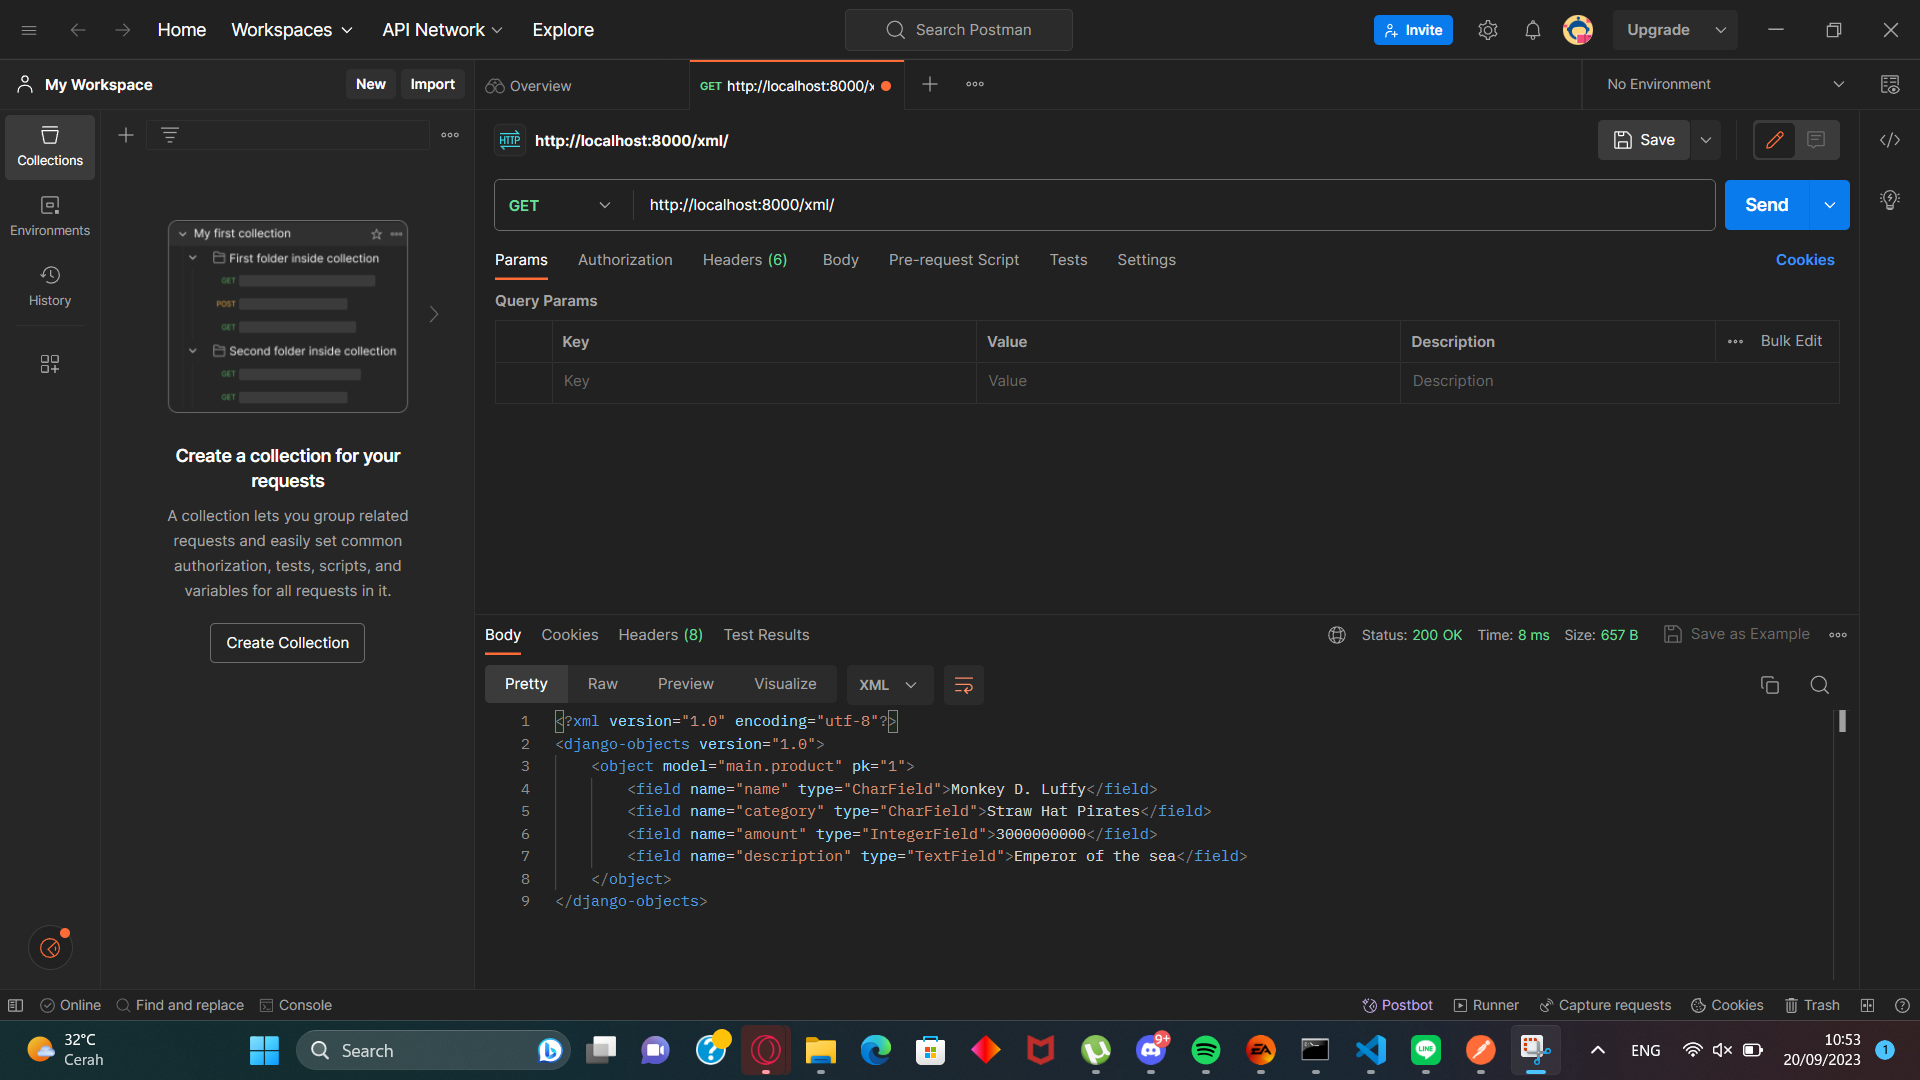 Home
Workspaces
API Network
Explore
Search Postman
Invite
Upgrade
My Workspace
New
Import
Overview
GET http://localhost:8000/x
No Environment
Collections
Environments
History
My first collection
First folder inside collection
GET
POST
GET
Second folder inside collection
GET
GET
Create a collection for your
requests
A collection lets you group related
requests and easily set common
authorization, tests, scripts, and
variables for all requests in it.
Create Collection
HTTP http://localhost:8000/xml/
Save
GET http://localhost:8000/xml/
Send
Params Authorization Headers (6) Body Pre-request Script Tests Settings Cookies
Query Params
Key Value Description Bulk Edit
Key Value Description
Body Cookies Headers (8) Test Results Status: 200 OK Time: 8 ms Size: 657 B Save as Example
Pretty Raw Preview Visualize XML
1 <?xml version="1.0" encoding="utf-8"?>
2 <django-objects version="1.0">
3 <object model="main.product" pk="1">
4 <field name="name" type="CharField">Monkey D. Luffy</field>
5 <field name="category" type="CharField">Straw Hat Pirates</field>
6 <field name="amount" type="IntegerField">3000000000</field>
7 <field name="description" type="TextField">Emperor of the sea</field>
8 </object>
9 </django-objects>
Online Find and replace Console Postbot Runner Capture requests Cookies Trash
32°C
Cerah
Search
9+
EA
LINE
ENG
10:53
20/09/2023
1